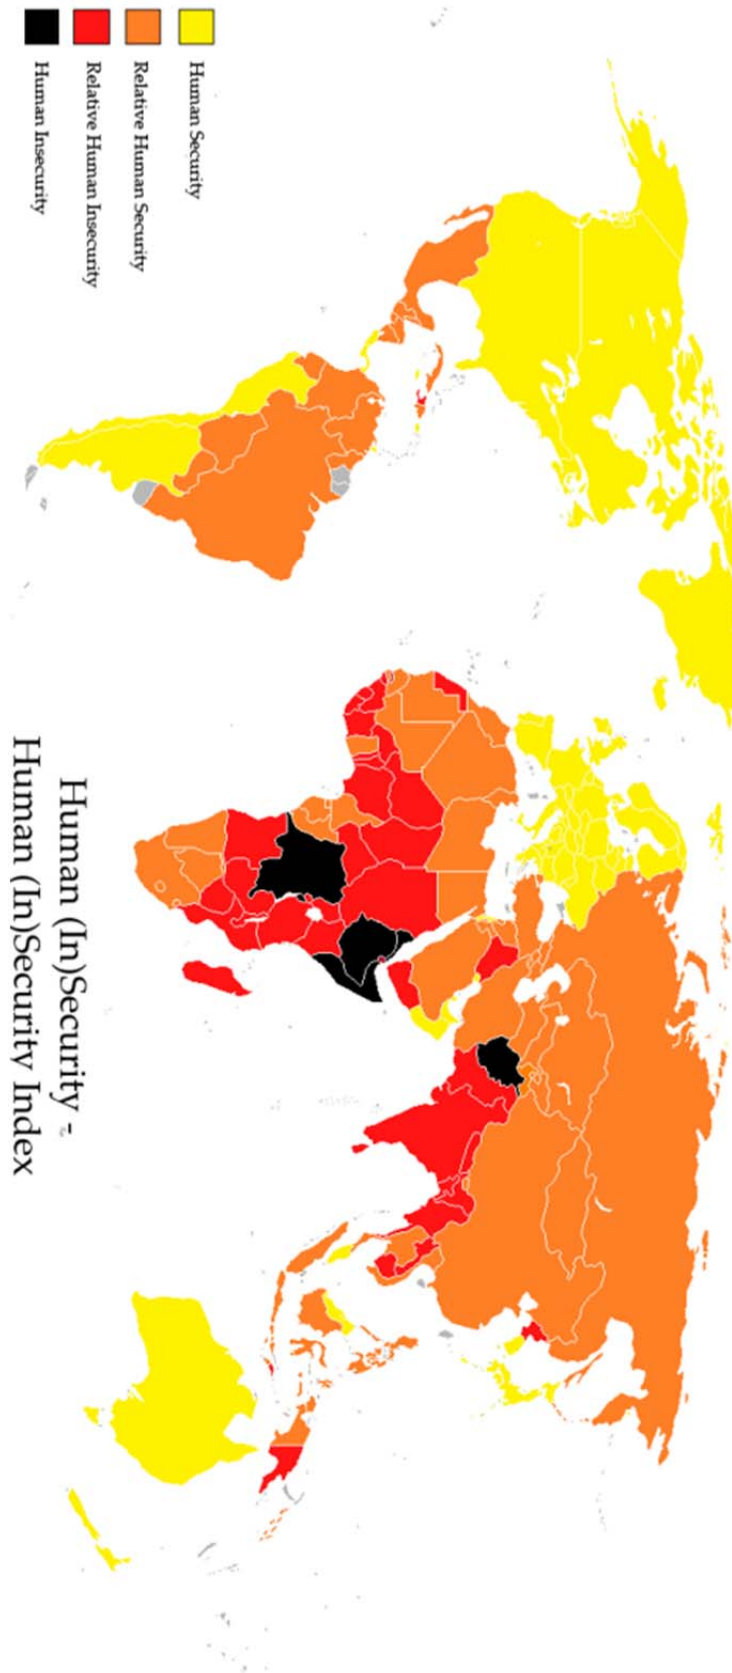 Human (In)Security -
Human (In)Security Index
Human Security
Relative Human Security
Relative Human Insecurity
Human Insecurity